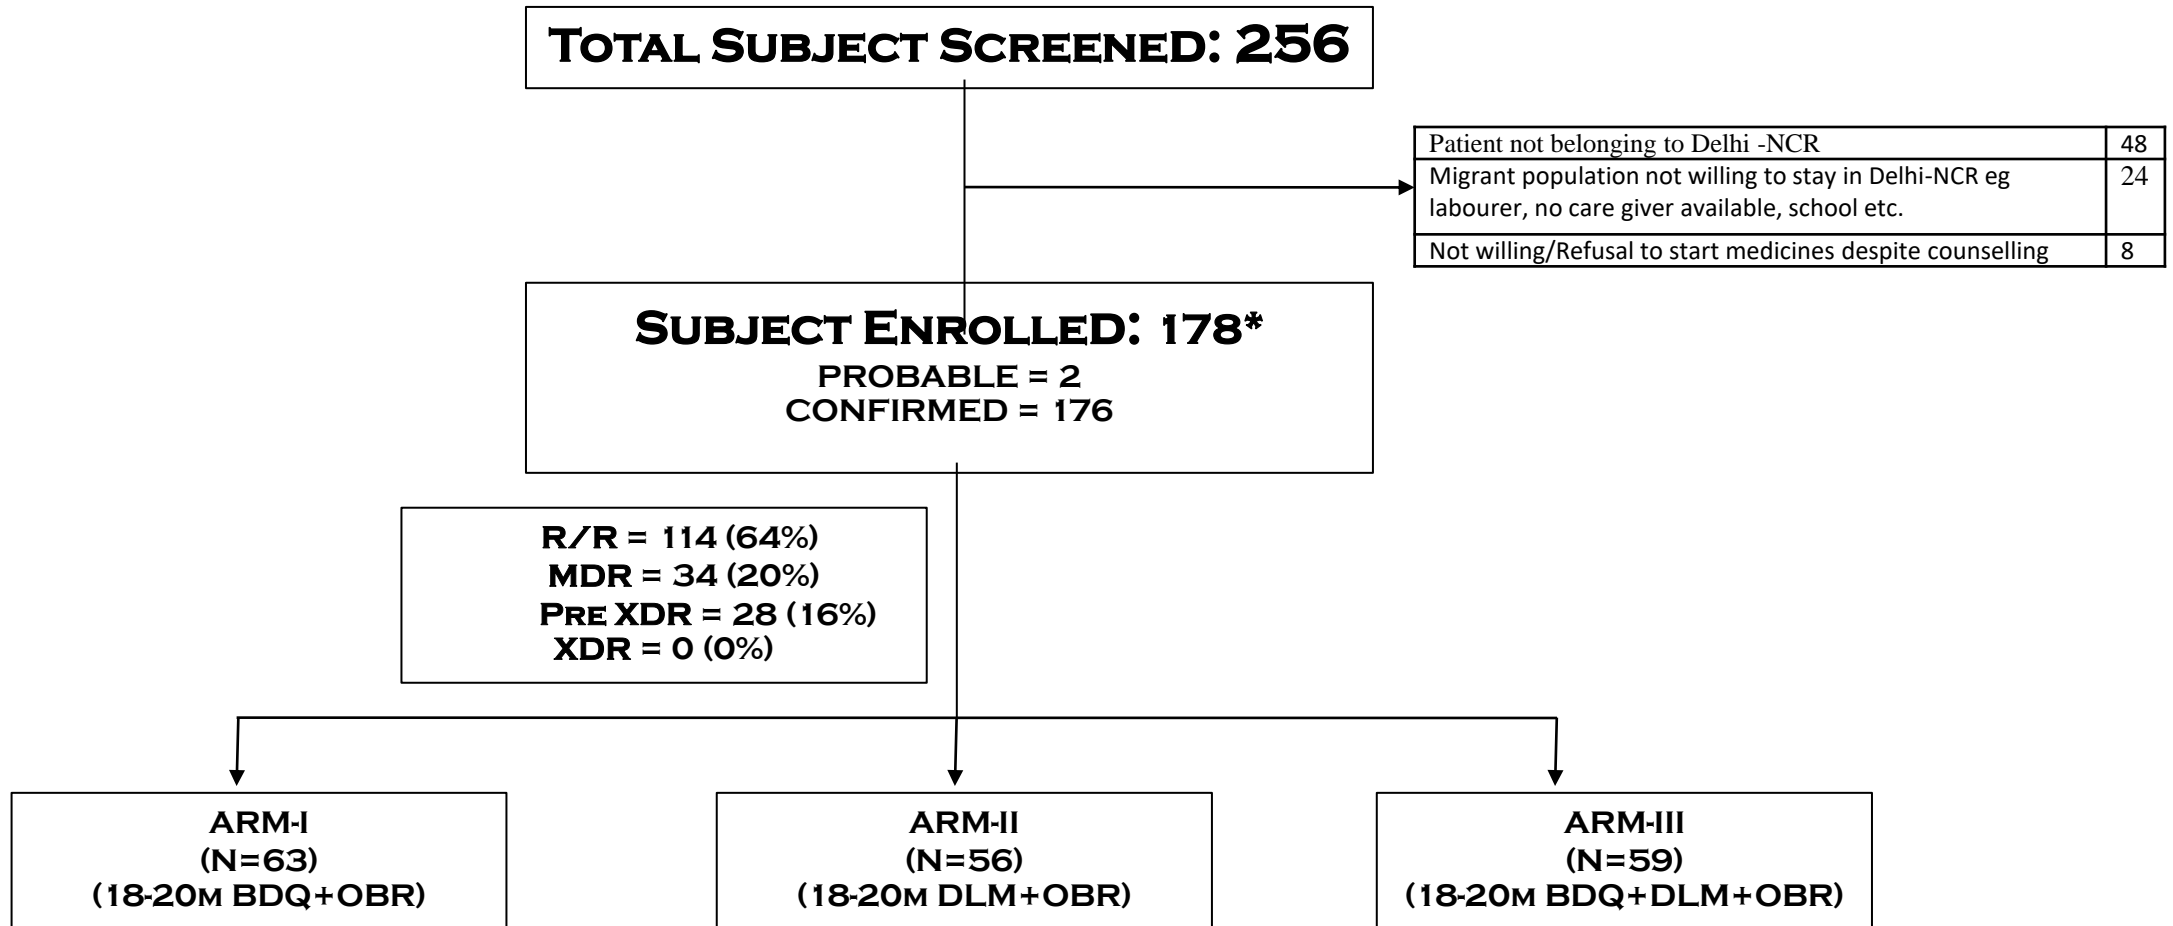 TOTAL SUBJECT SCREENED: 256
Patient not belonging to Delhi -NCR 48
Migrant population not willing to stay in Delhi-NCR eg 24
labourer, no care giver available, school etc.
Not willing/Refusal to start medicines despite counselling 8
SUBJECT ENROLLED: 178*
PROBABLE = 2
CONFIRMED = 176
R/R = 114 (64%)
MDR = 34 (20%)
PRE XDR = 28 (16%)
XDR = 0 (0%)
ARM-I
(N=63)
(18-20M BDQ+OBR)
ARM-II
(N=56)
(18-20M DLM+OBR)
ARM-III
(N=59)
(18-20M BDQ+DLM+OBR)